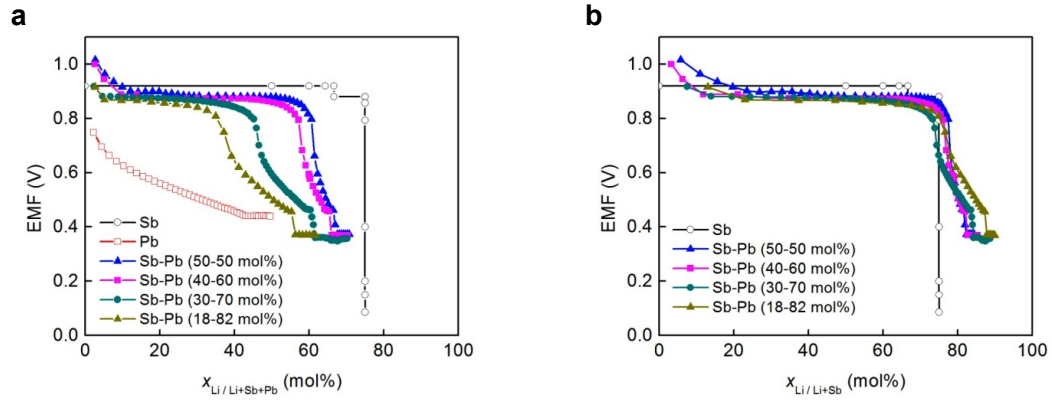 a
EMF (V)
1.0
0.8
0.6
0.4
0.2
0.0
0 20 40 60 80 100
x Li / Li+Sb+Pb (mol%)
Sb
Pb
Sb-Pb (50-50 mol%)
Sb-Pb (40-60 mol%)
Sb-Pb (30-70 mol%)
Sb-Pb (18-82 mol%)
b
EMF (V)
1.0
0.8
0.6
0.4
0.2
0.0
0 20 40 60 80 100
x Li / Li+Sb (mol%)
Sb
Sb-Pb (50-50 mol%)
Sb-Pb (40-60 mol%)
Sb-Pb (30-70 mol%)
Sb-Pb (18-82 mol%)